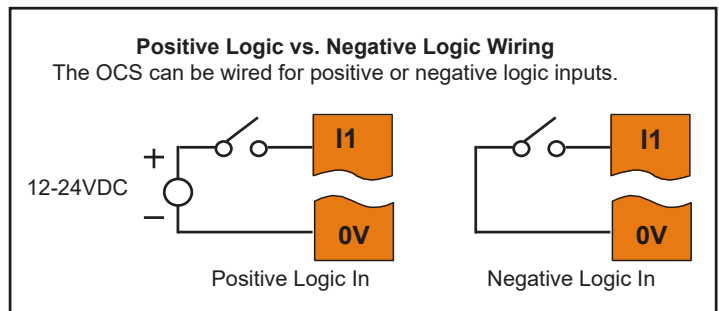 Positive Logic vs. Negative Logic Wiring
The OCS can be wired for positive or negative logic inputs.
I1
I1
+
12-24VDC
–
0V
0V
Positive Logic In
Negative Logic In